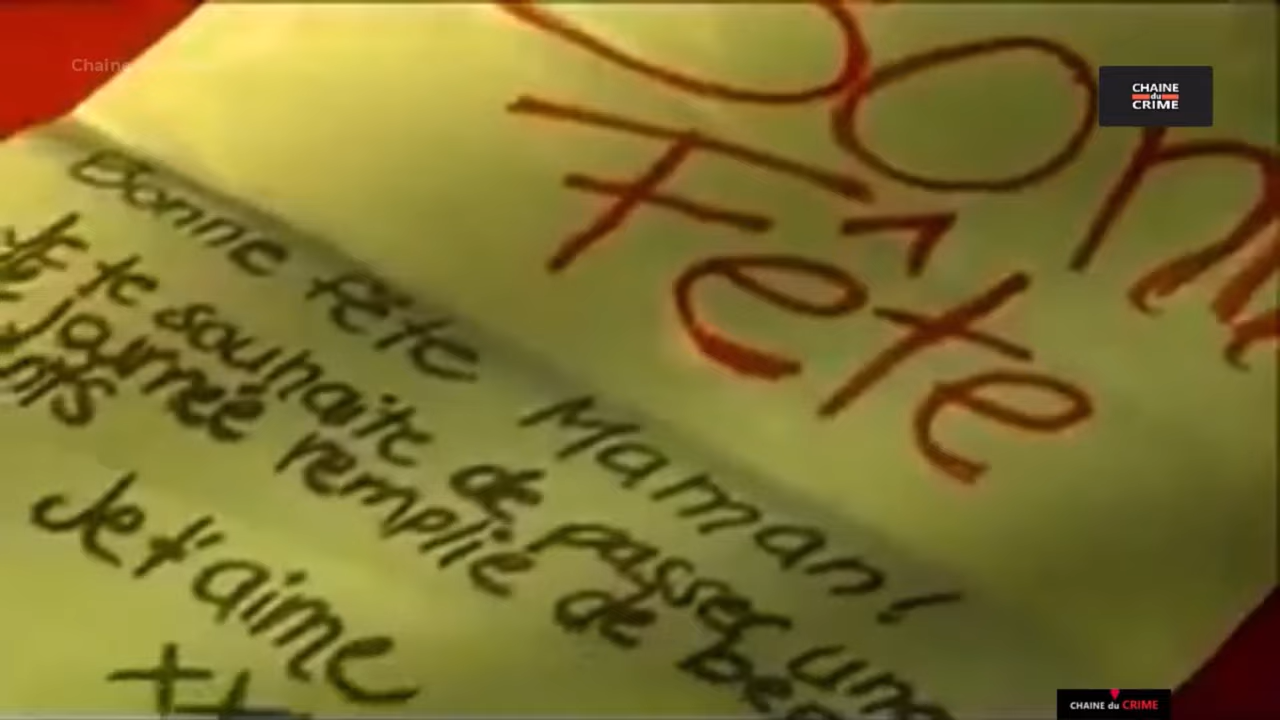 Chaine
CHAINE
du
CRIME
Bonne
Fête
Bonne fête Maman!
Je te souhaite de passer une
journée remplie de
Je t'aime
CHAINE du CRIME